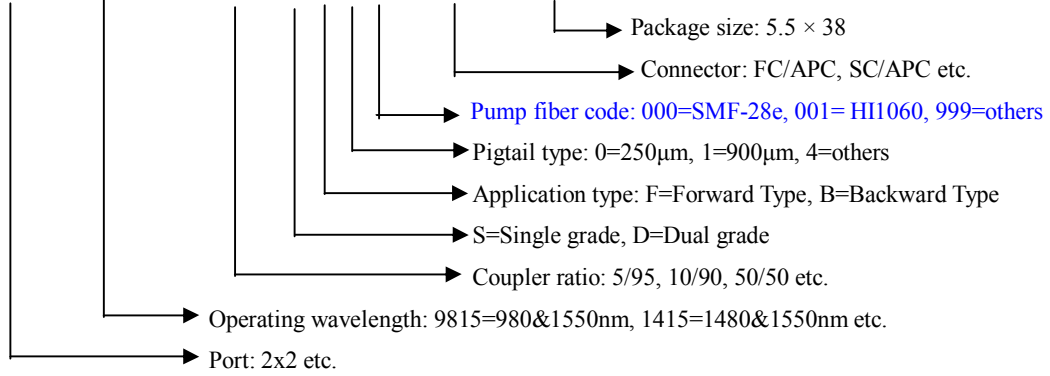 Package size: 5.5 × 38
Connector: FC/APC, SC/APC etc.
Pump fiber code: 000=SMF-28e, 001= HI1060, 999=others
Pigtail type: 0=250μm, 1=900μm, 4=others
Application type: F=Forward Type, B=Backward Type
S=Single grade, D=Dual grade
Coupler ratio: 5/95, 10/90, 50/50 etc.
Operating wavelength: 9815=980&1550nm, 1415=1480&1550nm etc.
Port: 2x2 etc.